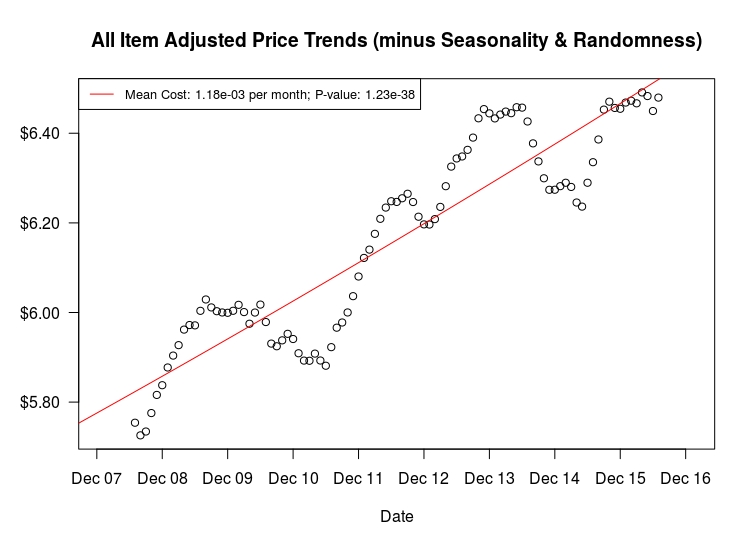 All Item Adjusted Price Trends (minus Seasonality & Randomness)
Mean Cost: 1.18e-03 per month; P-value: 1.23e-38
$6.40
$6.20
$6.00
$5.80
Dec 07 Dec 08 Dec 09 Dec 10 Dec 11 Dec 12 Dec 13 Dec 14 Dec 15 Dec 16
Date